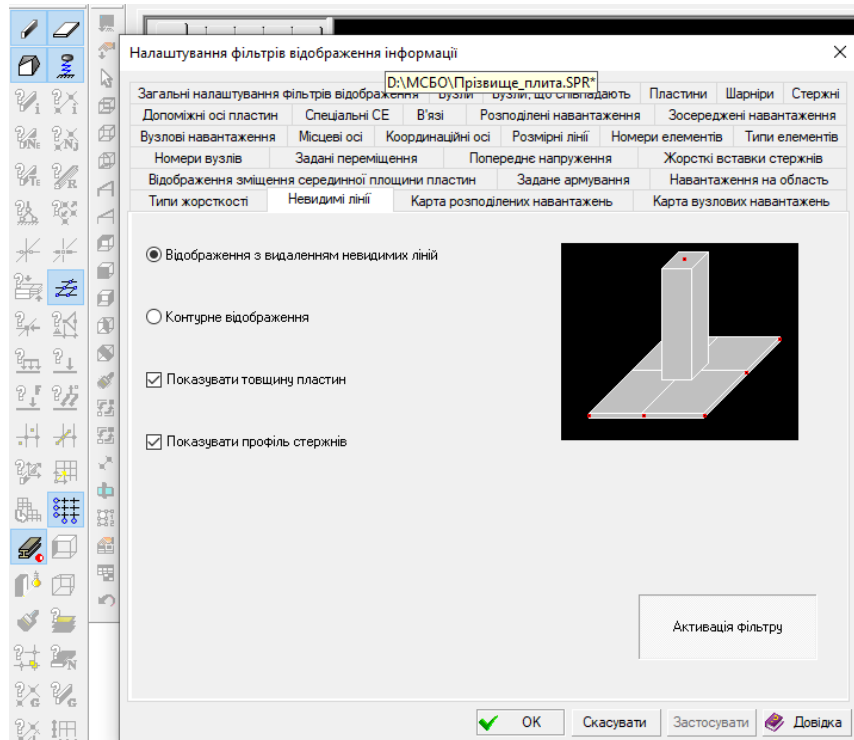 Налаштування фільтрів відображення інформації
D:\МСБО\Прізвище_плита.SPR*
Загальні налаштування фільтрів відображення Вузли Вузли, що співпадають Пластини Шарніри Стержні
Допоміжні осі пластин Спеціальні СЕ В'язі Розподілені навантаження Зосереджені навантаження
Вузлові навантаження Місцеві осі Координаційні осі Розмірні лінії Номери елементів Типи елементів
Номери вузлів Задані переміщення Попереднє напруження Жорсткі вставки стержнів
Відображення зміщення серединної площини пластин Задане армування Навантаження на область
Типи жорсткості Невидимі лінії Карта розподілених навантажень Карта вузлових навантажень
Відображення з видаленням невидимих ліній
Контурне відображення
Показувати товщину пластин
Показувати профіль стержнів
Активація фільтру
OK Скасувати Застосувати Довідка